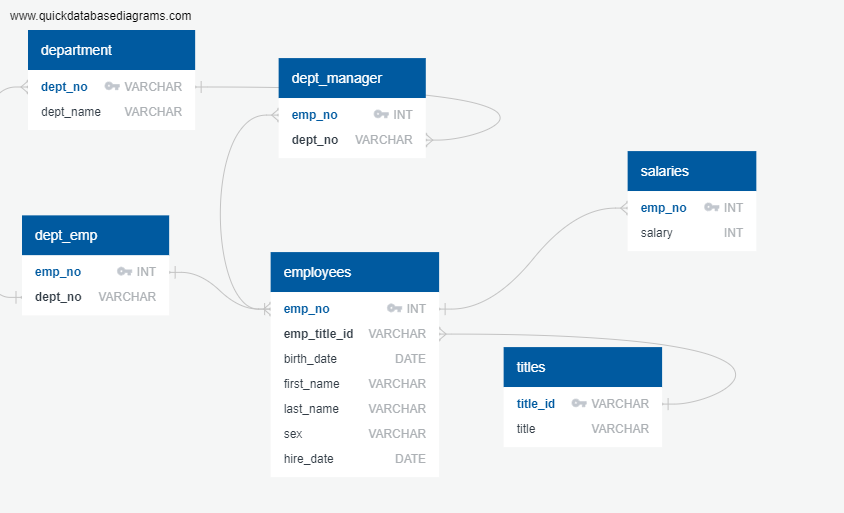 www.quickdatabasediagrams.com
department
dept_no VARCHAR
dept_name VARCHAR
dept_manager
emp_no INT
dept_no VARCHAR
salaries
emp_no INT
salary INT
dept_emp
emp_no INT
dept_no VARCHAR
employees
emp_no INT
emp_title_id VARCHAR
birth_date DATE
first_name VARCHAR
last_name VARCHAR
sex VARCHAR
hire_date DATE
titles
title_id VARCHAR
title VARCHAR